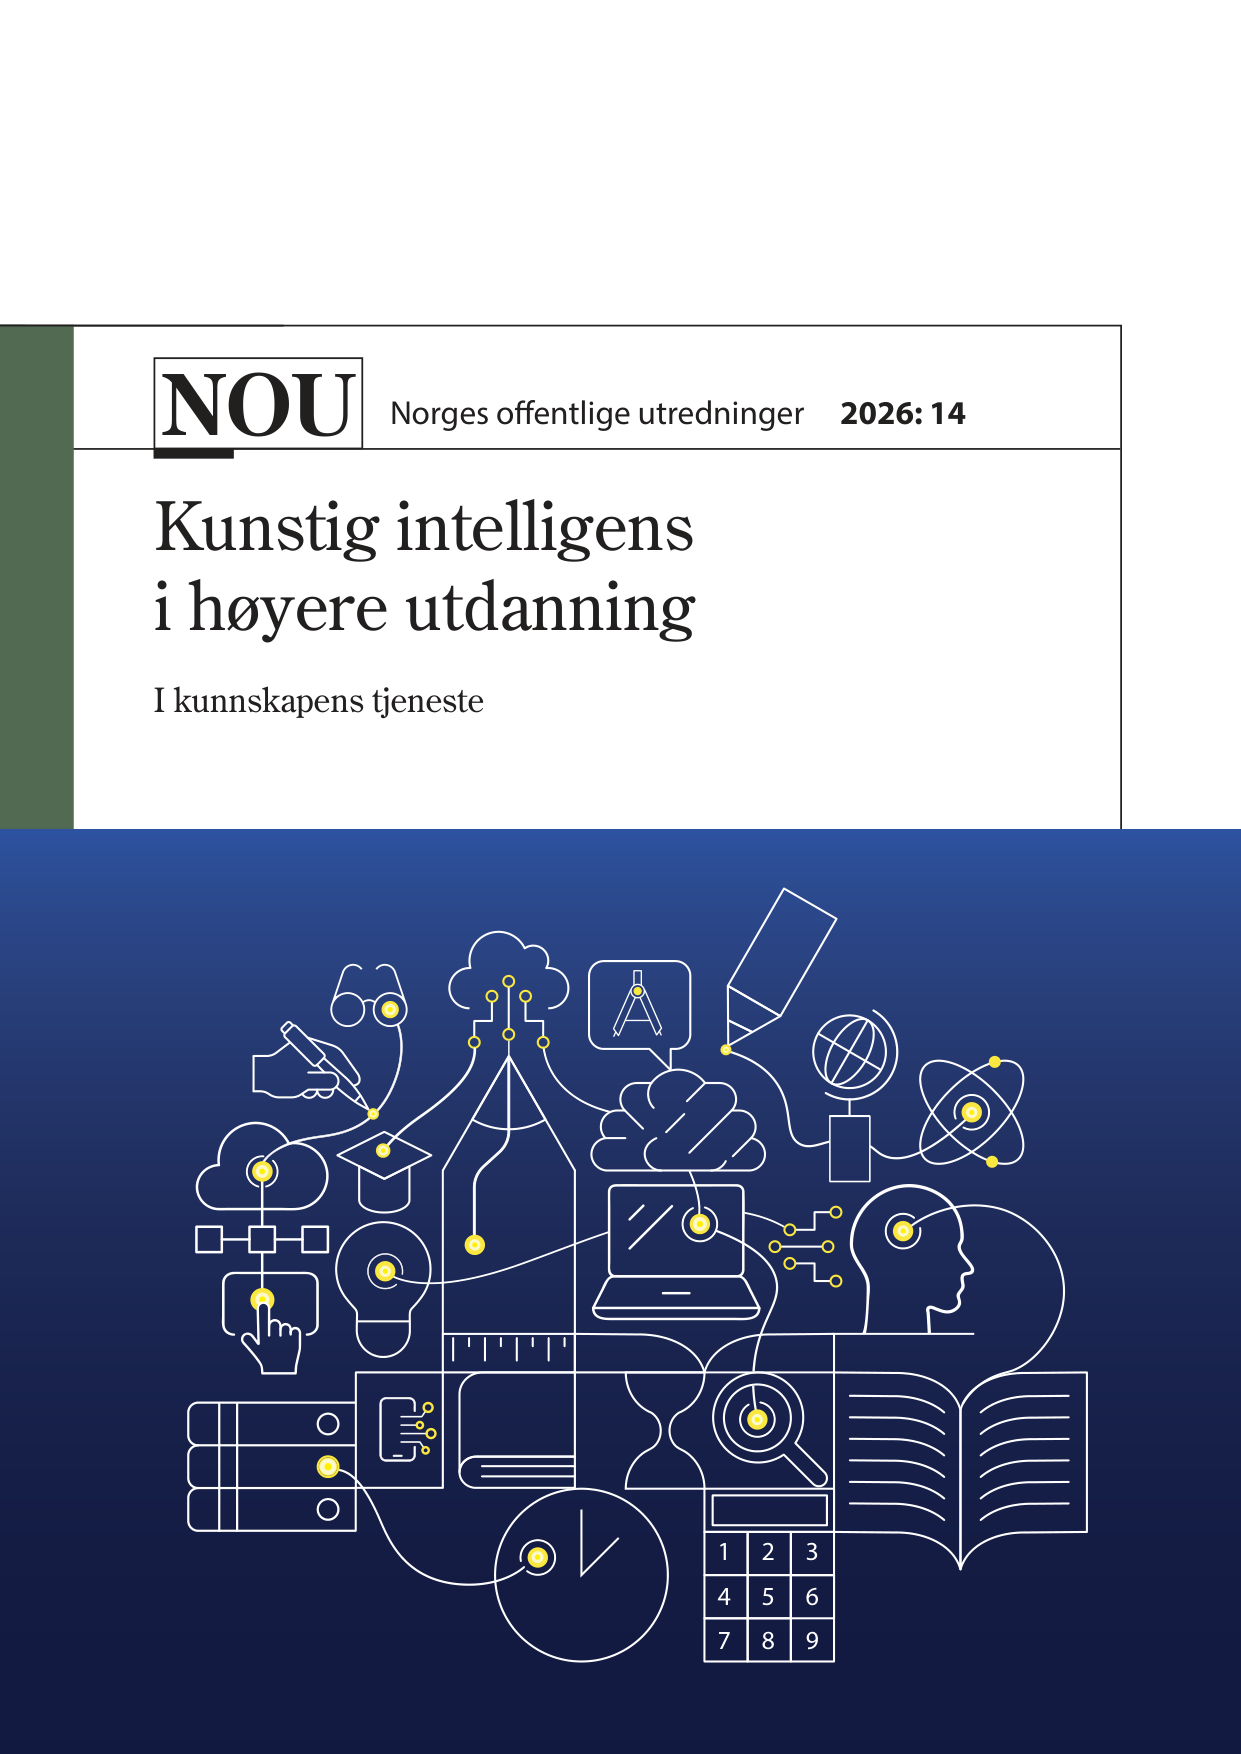 NOU Norges offentlige utredninger 2026: 14
Kunstig intelligens
i høyere utdanning
I kunnskapens tjeneste
1 2 3
4 5 6
7 8 9